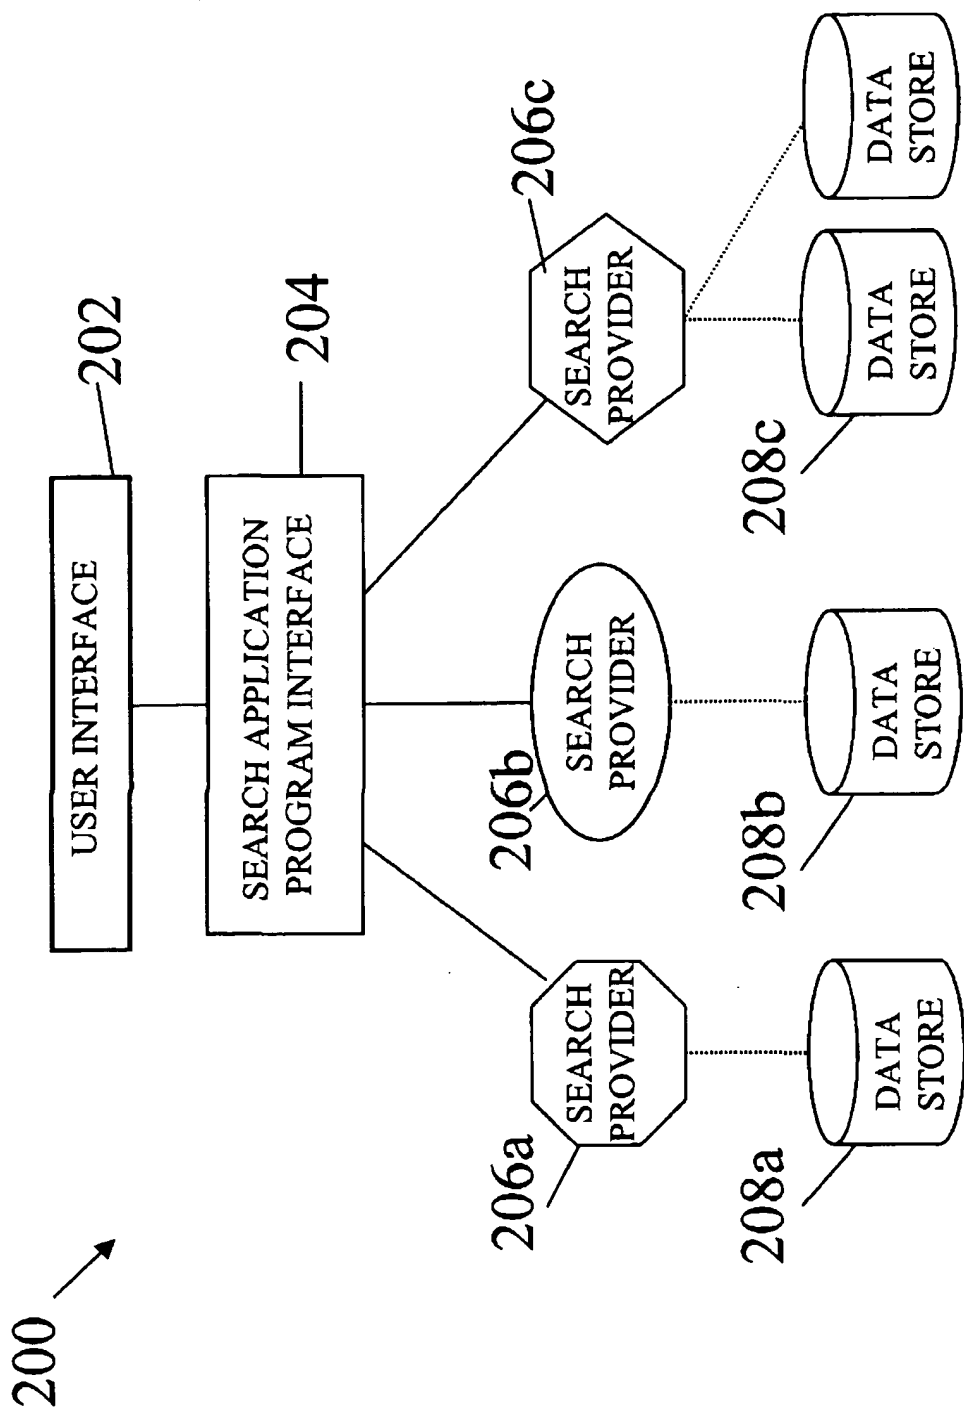 200
USER INTERFACE
202
SEARCH APPLICATION
PROGRAM INTERFACE
204
206a
SEARCH
PROVIDER
206b
SEARCH
PROVIDER
206c
SEARCH
PROVIDER
208a
DATA
STORE
208b
DATA
STORE
208c
DATA
STORE
DATA
STORE